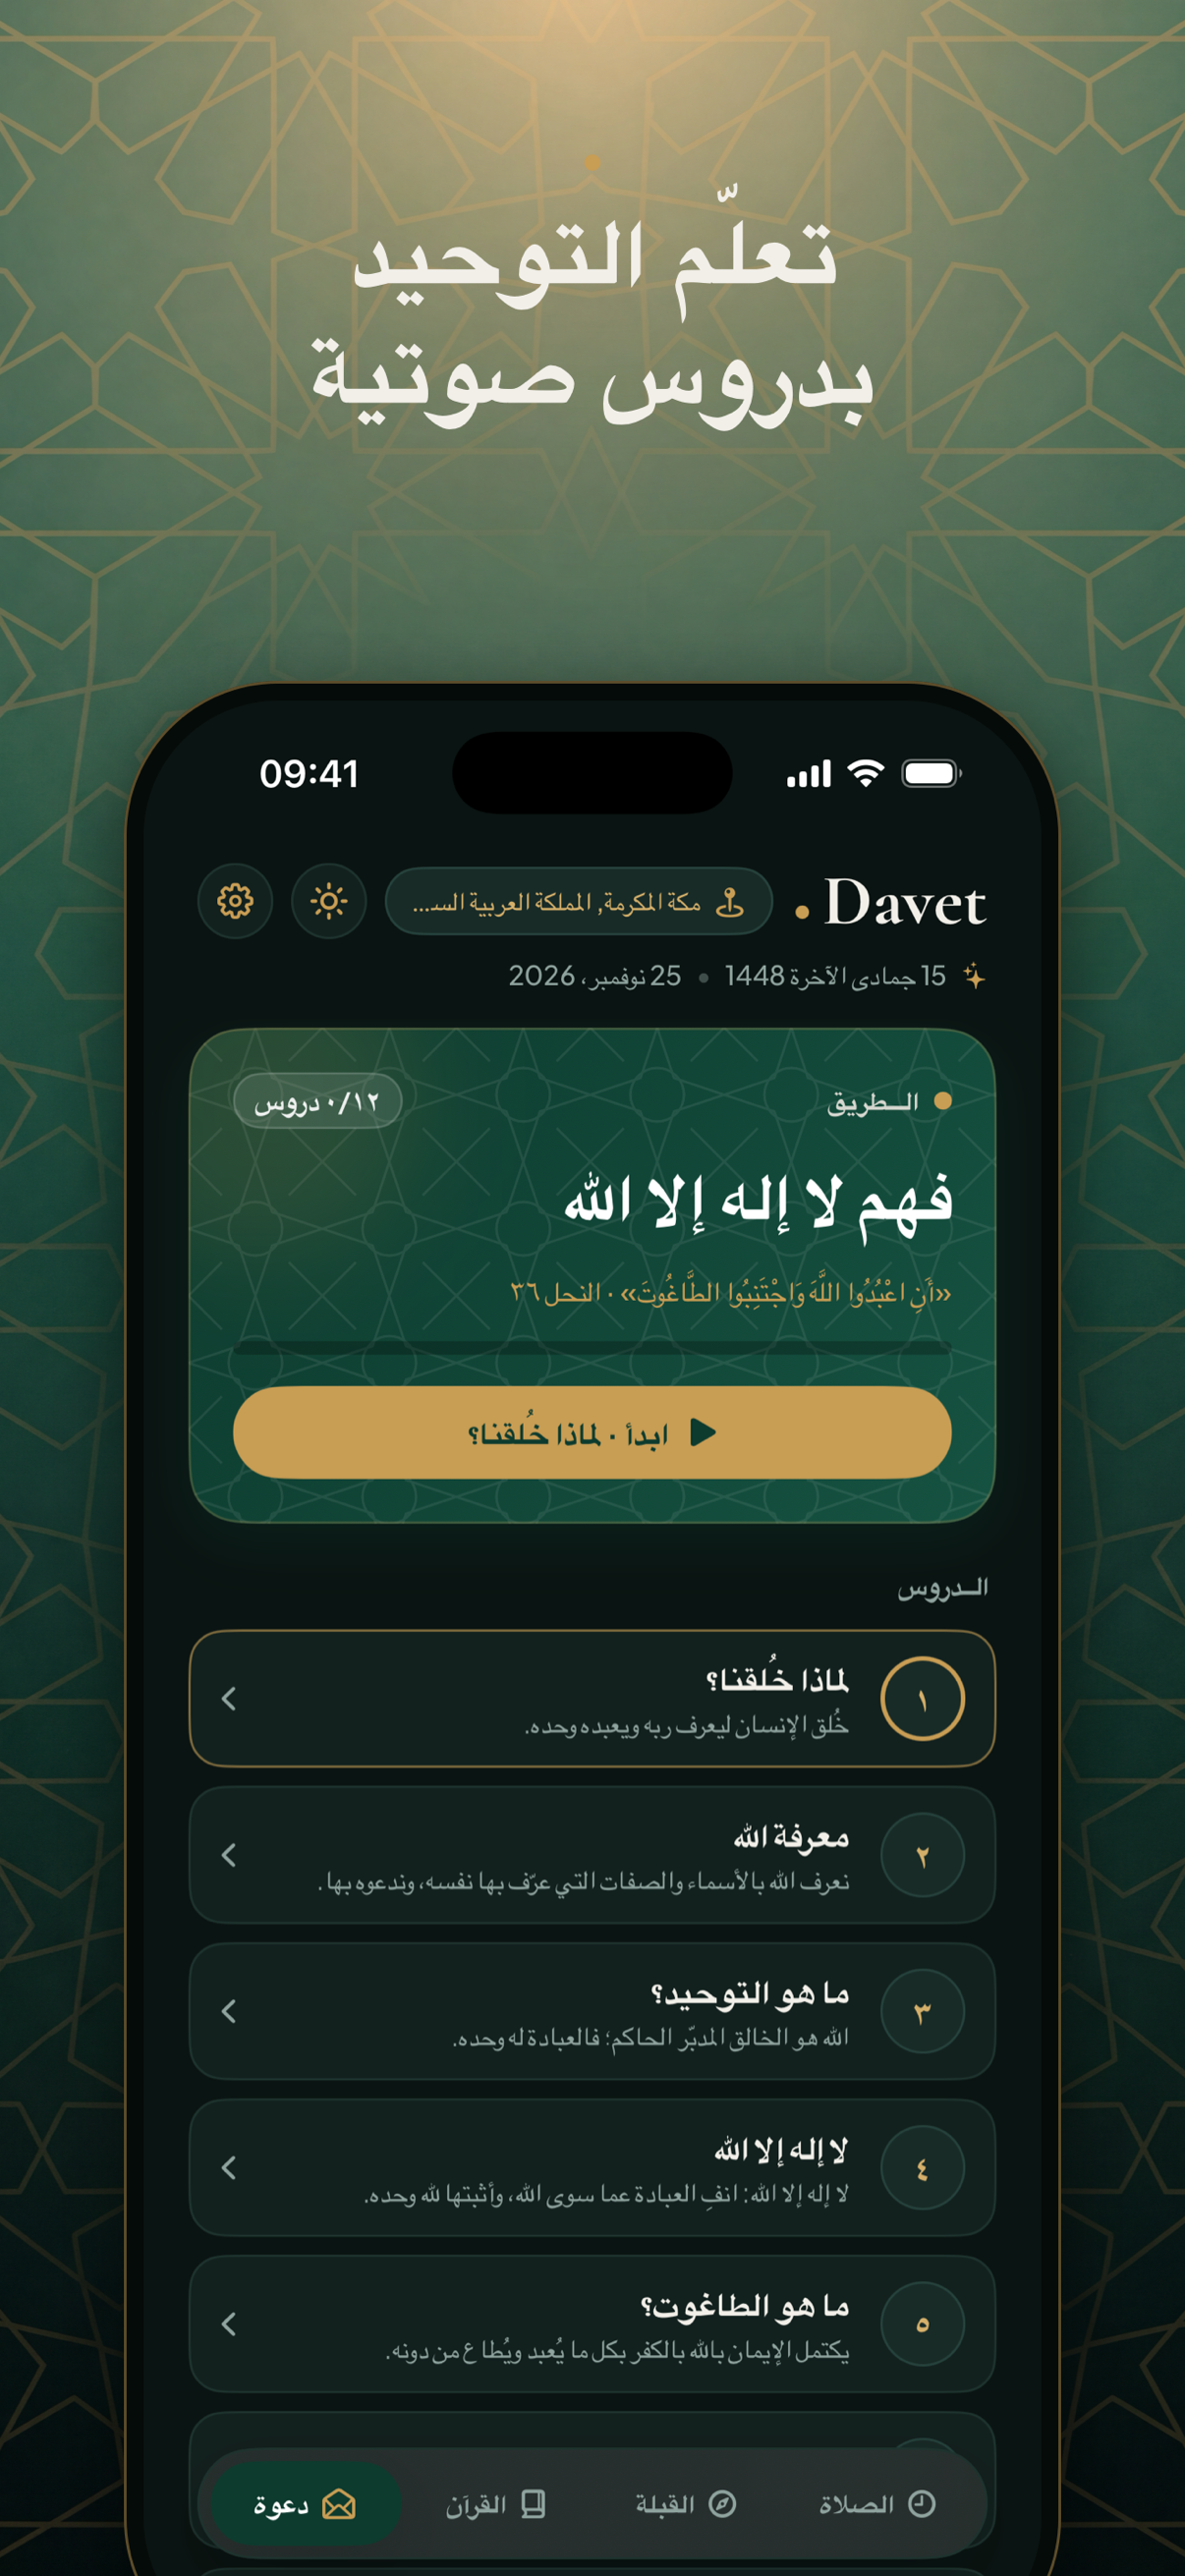 تعلّم التوحيد
بدروس صوتية
09:41
Davet
مكة المكرمة, المملكة العربية السـ...
15 جمادى الآخرة 1448 • 25 نوفمبر، 2026
الـطريق
٠/١٢ دروس
فهم لا إله إلا الله
«أَنِ اعْبُدُوا اللَّهَ وَاجْتَنِبُوا الطَّاغُوتَ» · النحل ٣٦
ابدأ · لماذا خُلقنا؟
الـدروس
١
لماذا خُلقنا؟
خُلق الإنسان ليعرف ربه ويعبده وحده.
٢
معرفة الله
نعرف الله بالأسماء والصفات التي عرّف بها نفسه، وندعوه بها.
٣
ما هو التوحيد؟
الله هو الخالق المدبّر الحاكم؛ فالعبادة له وحده.
٤
لا إله إلا الله
لا إله إلا الله: انفِ العبادة عما سوى الله، وأثبتها لله وحده.
٥
ما هو الطاغوت؟
يكتمل الإيمان بالله بالكفر بكل ما يُعبد ويُطاع من دونه.
الصلاة
القبلة
القرآن
دعوة